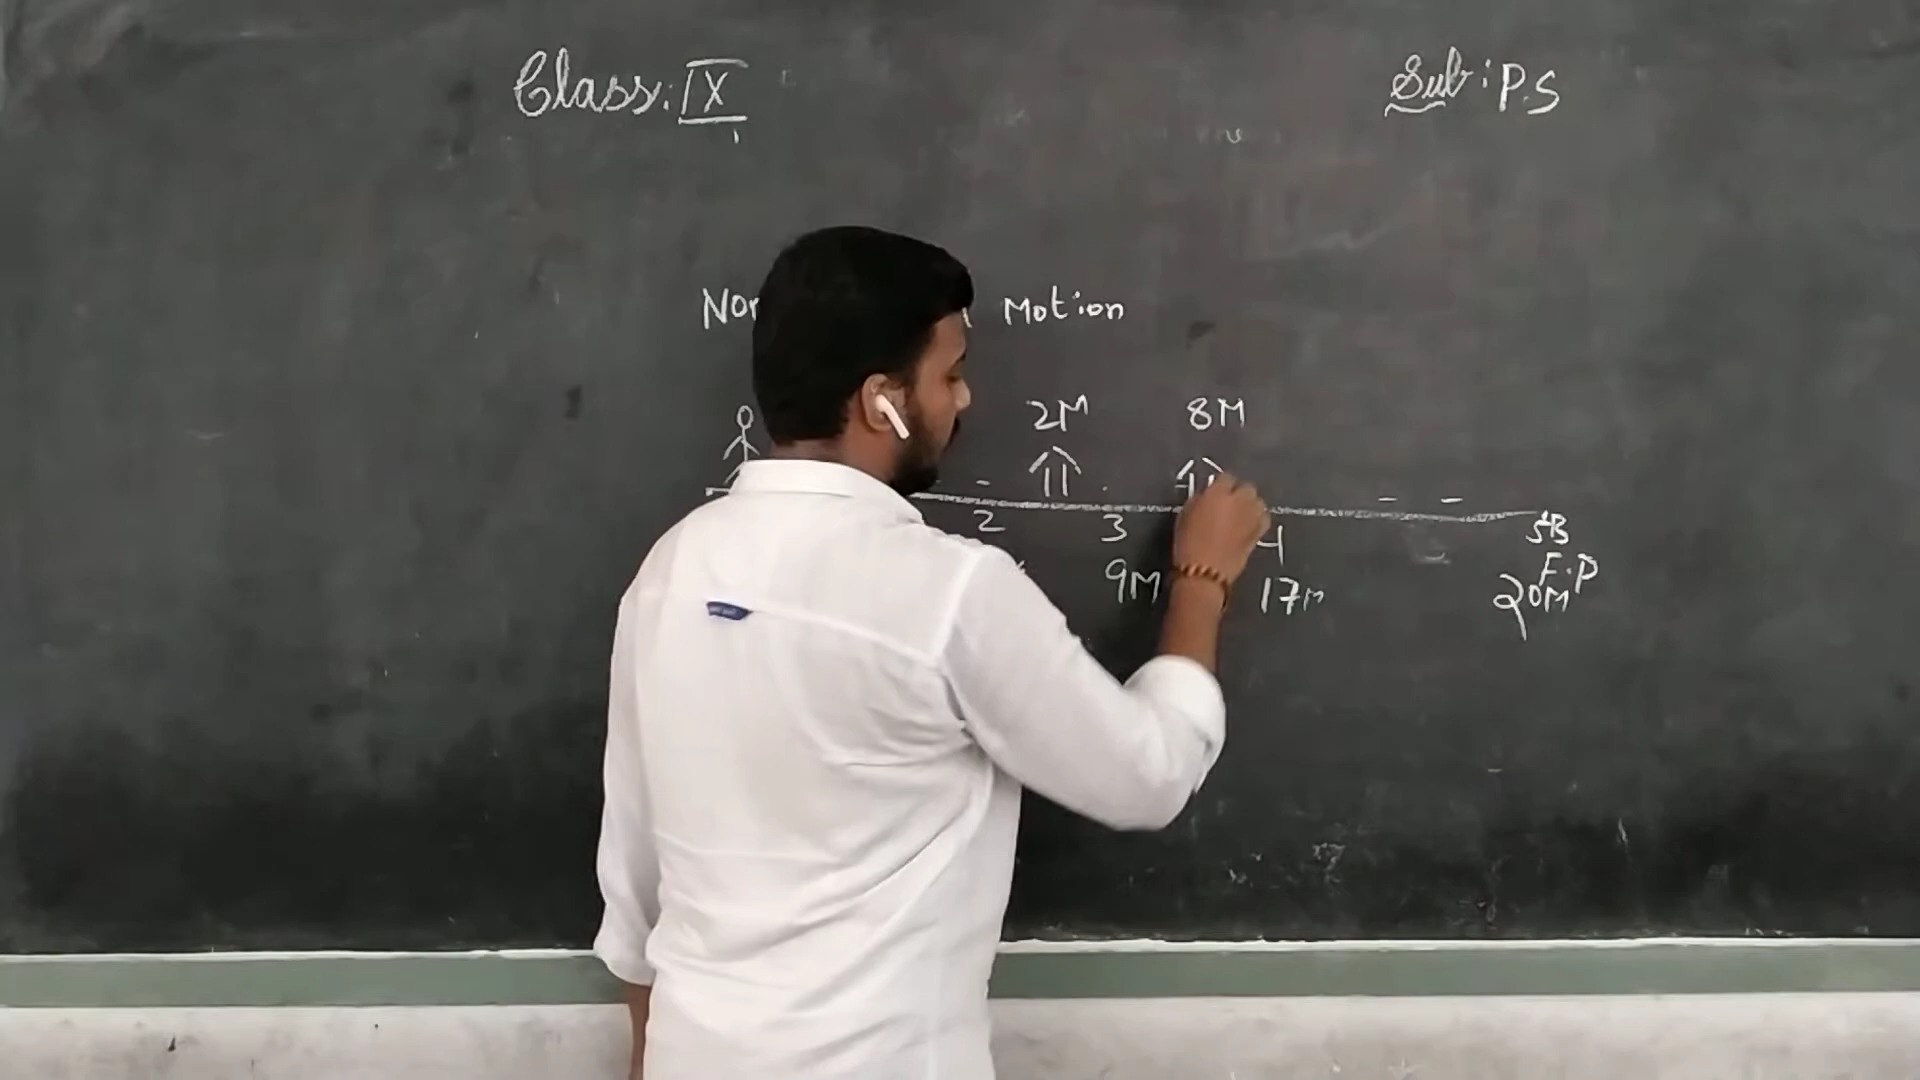 Class: IX
Sub: P.S
Motion
2M 8M
2 3 4 5B
F.P
9M 17M 20M